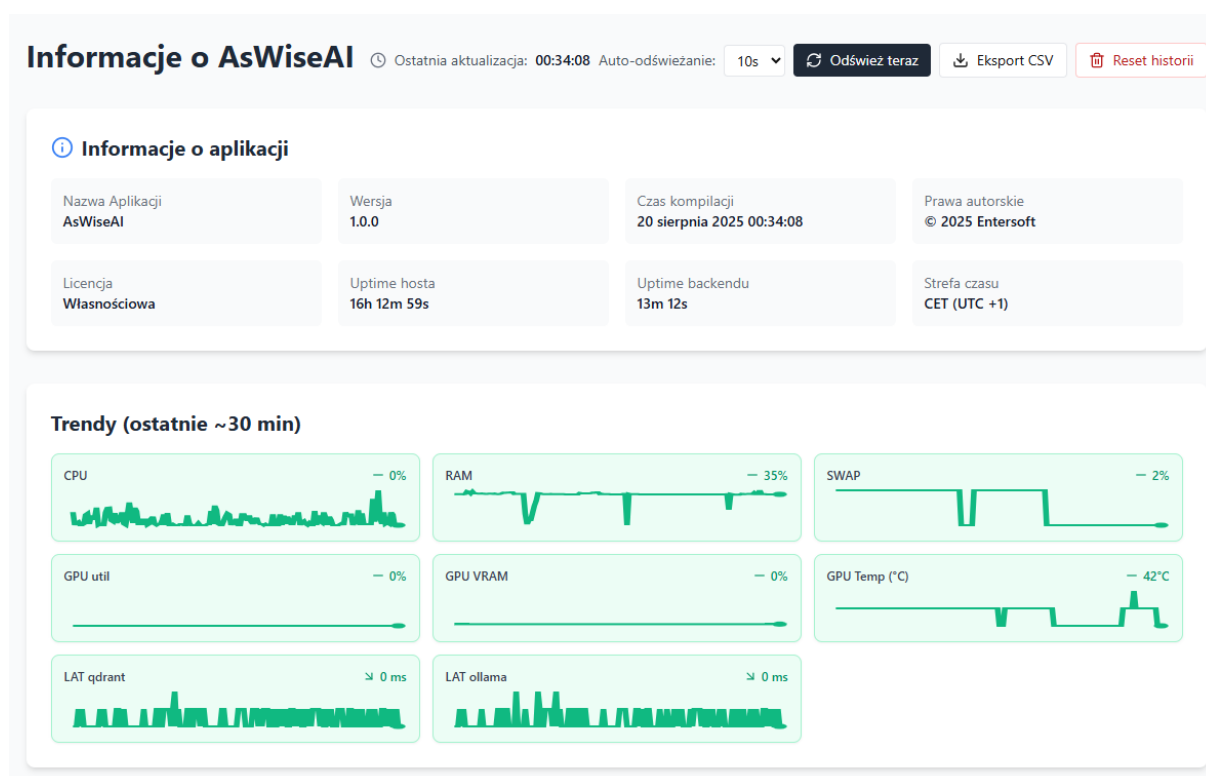 Informacje o AsWiseAI Ostatnia aktualizacja: 00:34:08 Auto-odświeżanie: 10s Odśwież teraz Eksport CSV Reset historii
Informacje o aplikacji
Nazwa Aplikacji
AsWiseAI
Wersja
1.0.0
Czas kompilacji
20 sierpnia 2025 00:34:08
Prawa autorskie
© 2025 Entersoft
Licencja
Własnościowa
Uptime hosta
16h 12m 59s
Uptime backendu
13m 12s
Strefa czasu
CET (UTC +1)
Trendy (ostatnie ~30 min)
CPU — 0%
RAM — 35%
SWAP — 2%
GPU util — 0%
GPU VRAM — 0%
GPU Temp (°C) — 42°C
LAT qdrant ↘ 0 ms
LAT ollama ↘ 0 ms